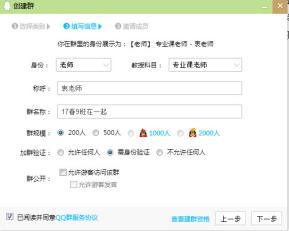 创建群
1 选择类别 2 填写信息 3 邀请成员
你在群里的身份展示为：【老师】 专业课老师 - 衷老师
身份： 老师 教授科目： 专业课老师
称呼： 衷老师
群名称： 17春9班在一起
群规模： 200人 500人 1000人 2000人
加群验证： 允许任何人 需身份验证 不允许任何人
群公开： 允许游客访问该群
允许游客发言
已阅读并同意QQ群服务协议 查看建群资格 上一步 下一步